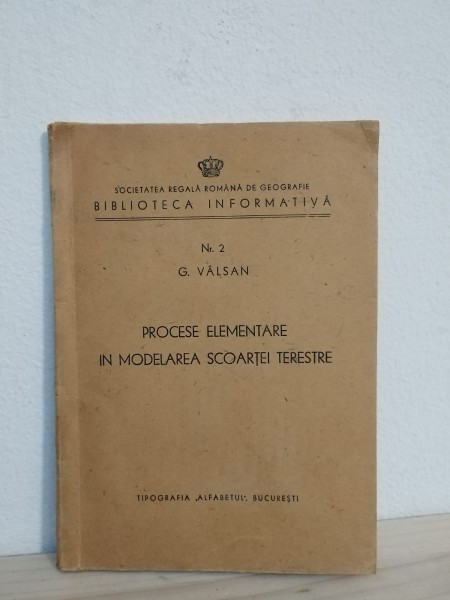 SOCIETATEA REGALĂ ROMÂNĂ DE GEOGRAFIE
BIBLIOTECA INFORMATIVĂ
Nr. 2
G. VÂLSAN
PROCESE ELEMENTARE
IN MODELAREA SCOARȚEI TERESTRE
TIPOGRAFIA „ALFABETUL”, BUCUREȘTI